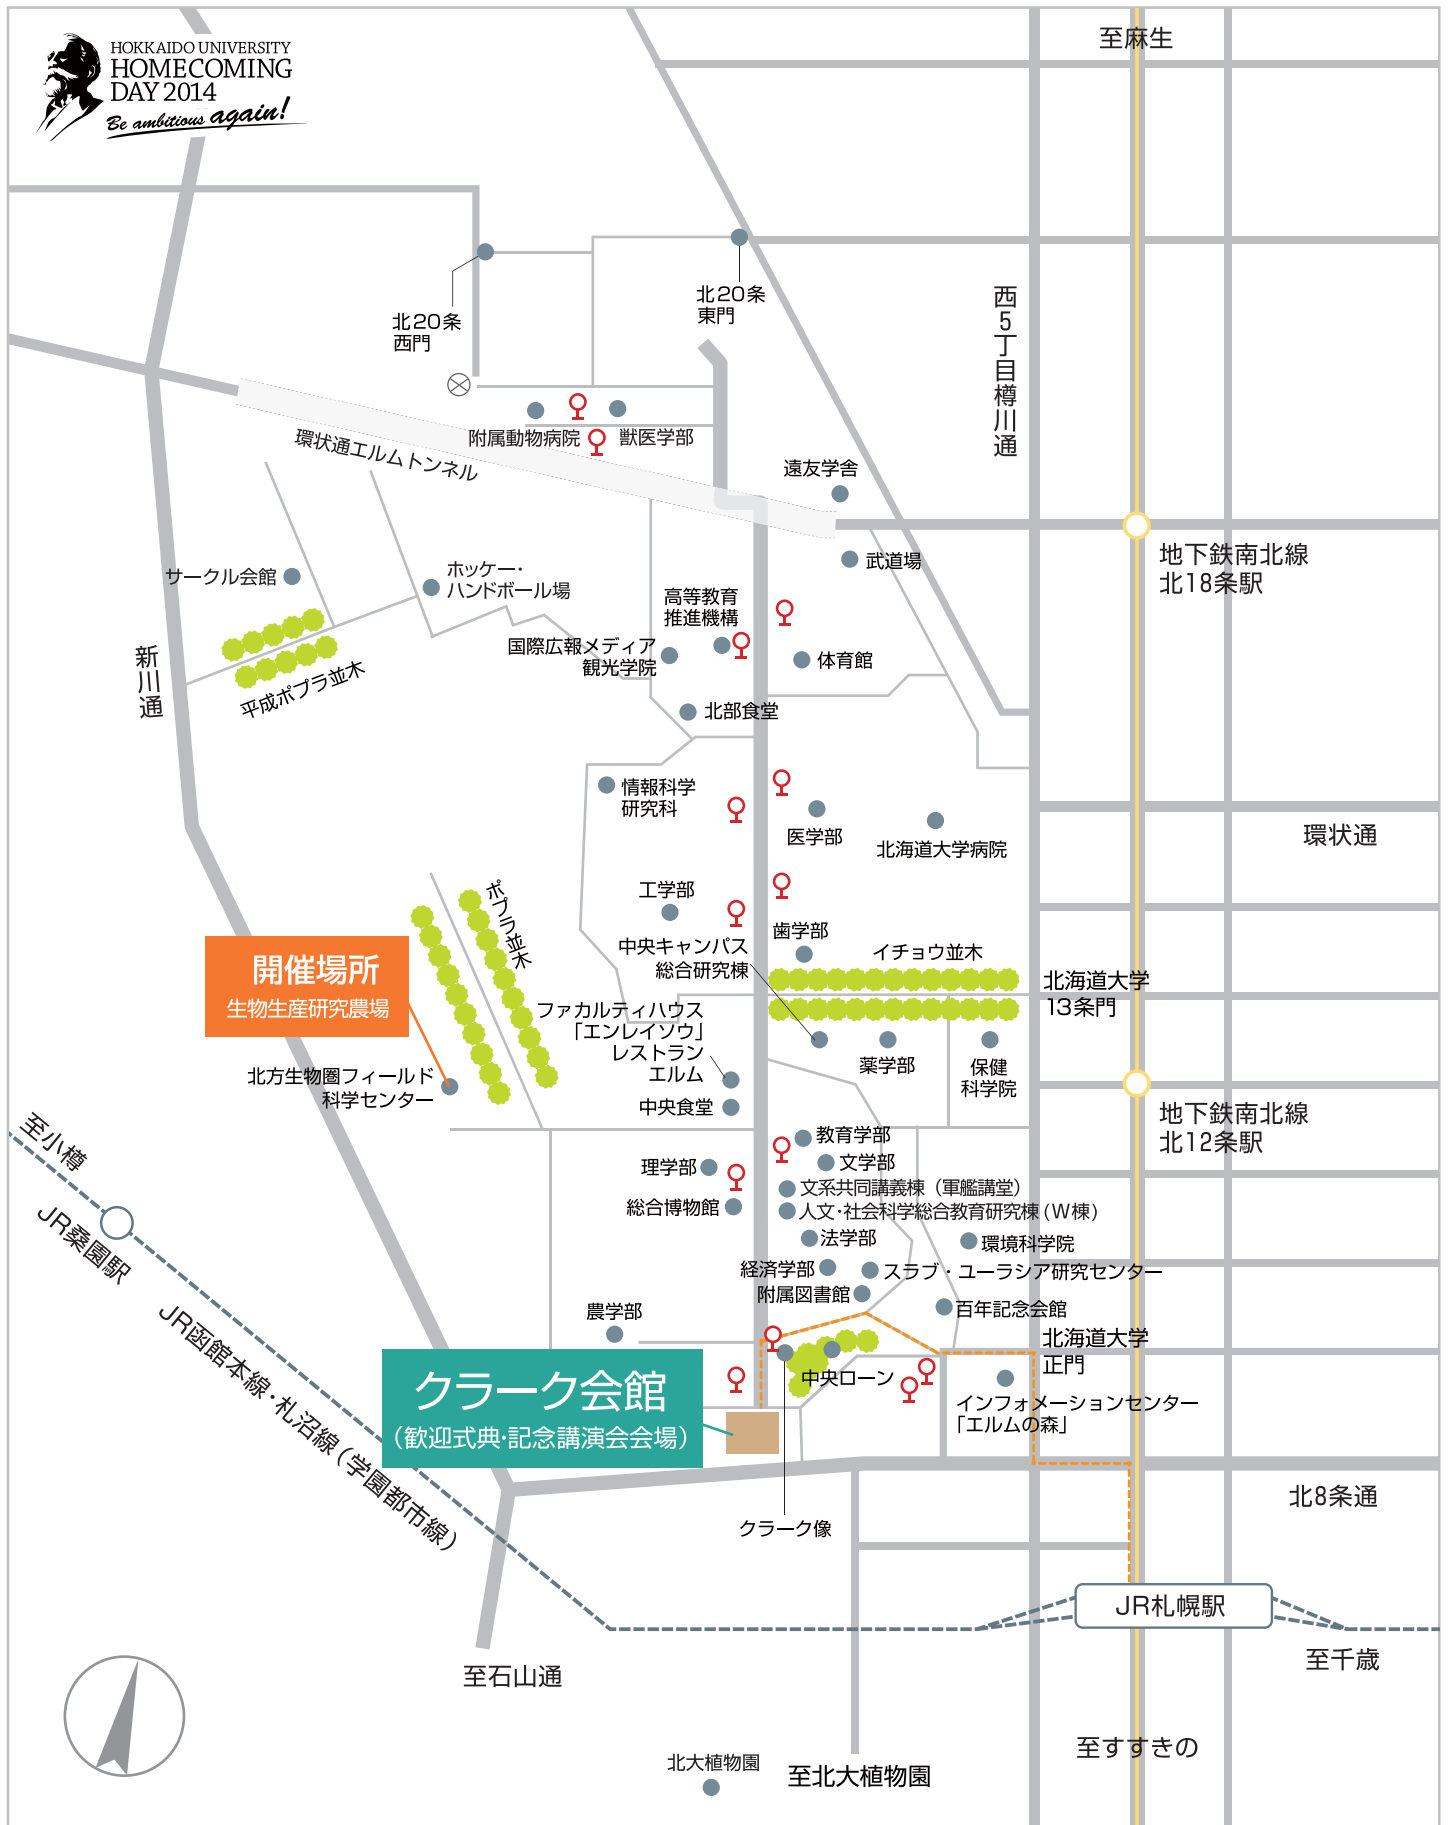 HOKKAIDO UNIVERSITY
HOMECOMING
DAY 2014
Be ambitious again!
至麻生
北20条
西門
北20条
東門
西5丁目樽川通
附属動物病院
獣医学部
環状通エルムトンネル
遠友学舎
武道場
地下鉄南北線
北18条駅
サークル会館
ホッケー・
ハンドボール場
高等教育
推進機構
国際広報メディア
観光学院
体育館
新川通
平成ポプラ並木
北部食堂
情報科学
研究科
医学部
北海道大学病院
環状通
工学部
ポプラ並木
歯学部
中央キャンパス
総合研究棟
イチョウ並木
北海道大学
13条門
開催場所
生物生産研究農場
ファカルティハウス
「エンレイソウ」
レストラン
エルム
薬学部
保健
科学院
北方生物圏フィールド
科学センター
中央食堂
地下鉄南北線
北12条駅
至小樽
教育学部
文学部
理学部
文系共同講義棟(軍艦講堂)
総合博物館
人文・社会科学総合教育研究棟(W棟)
JR桑園駅
法学部
環境科学院
経済学部
スラブ・ユーラシア研究センター
附属図書館
百年記念会館
農学部
北海道大学
正門
JR函館本線・札沼線(学園都市線)
クラーク会館
(歓迎式典・記念講演会会場)
中央ローン
インフォメーションセンター
「エルムの森」
北8条通
クラーク像
JR札幌駅
至石山通
至千歳
至すすきの
北大植物園
至北大植物園